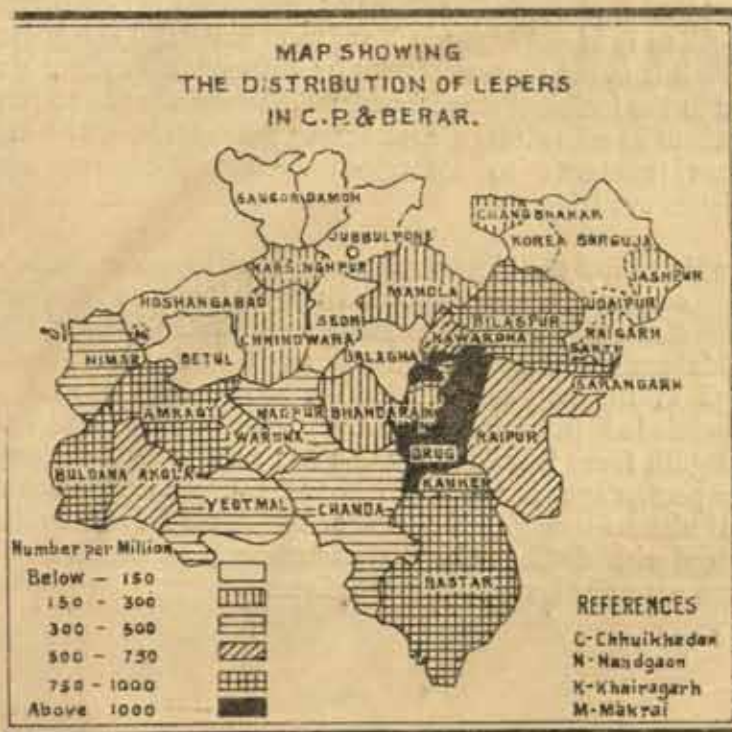 MAP SHOWING
THE DISTRIBUTION OF LEPERS
IN C.P. & BERAR.
SAUGOR DAMOH
CHANGBHAKAR
JUBBULPORE
KOREA SURGUJA
NARSINGHPUR
JASHPUR
MANDLA
HOSHANGABAD
UDAIPUR
SEONI
BILASPUR
CHHINDWARA
KAWARDHA
RAIGARH
NIMAR
BETUL
BALAGHAT
SAKTI
SARANGARH
AMRAOTI
NAGPUR
BHANDARA
N
WARDHA
RAIPUR
DRUG
BULDANA AKOLA
KANKER
YEOTMAL
CHANDA
BASTAR
Number per Million
Below - 150
150 - 300
300 - 500
500 - 750
750 - 1000
Above 1000
REFERENCES
C-Chhuikhadan
N-Nandgaon
K-Khairagarh
M-Makrai